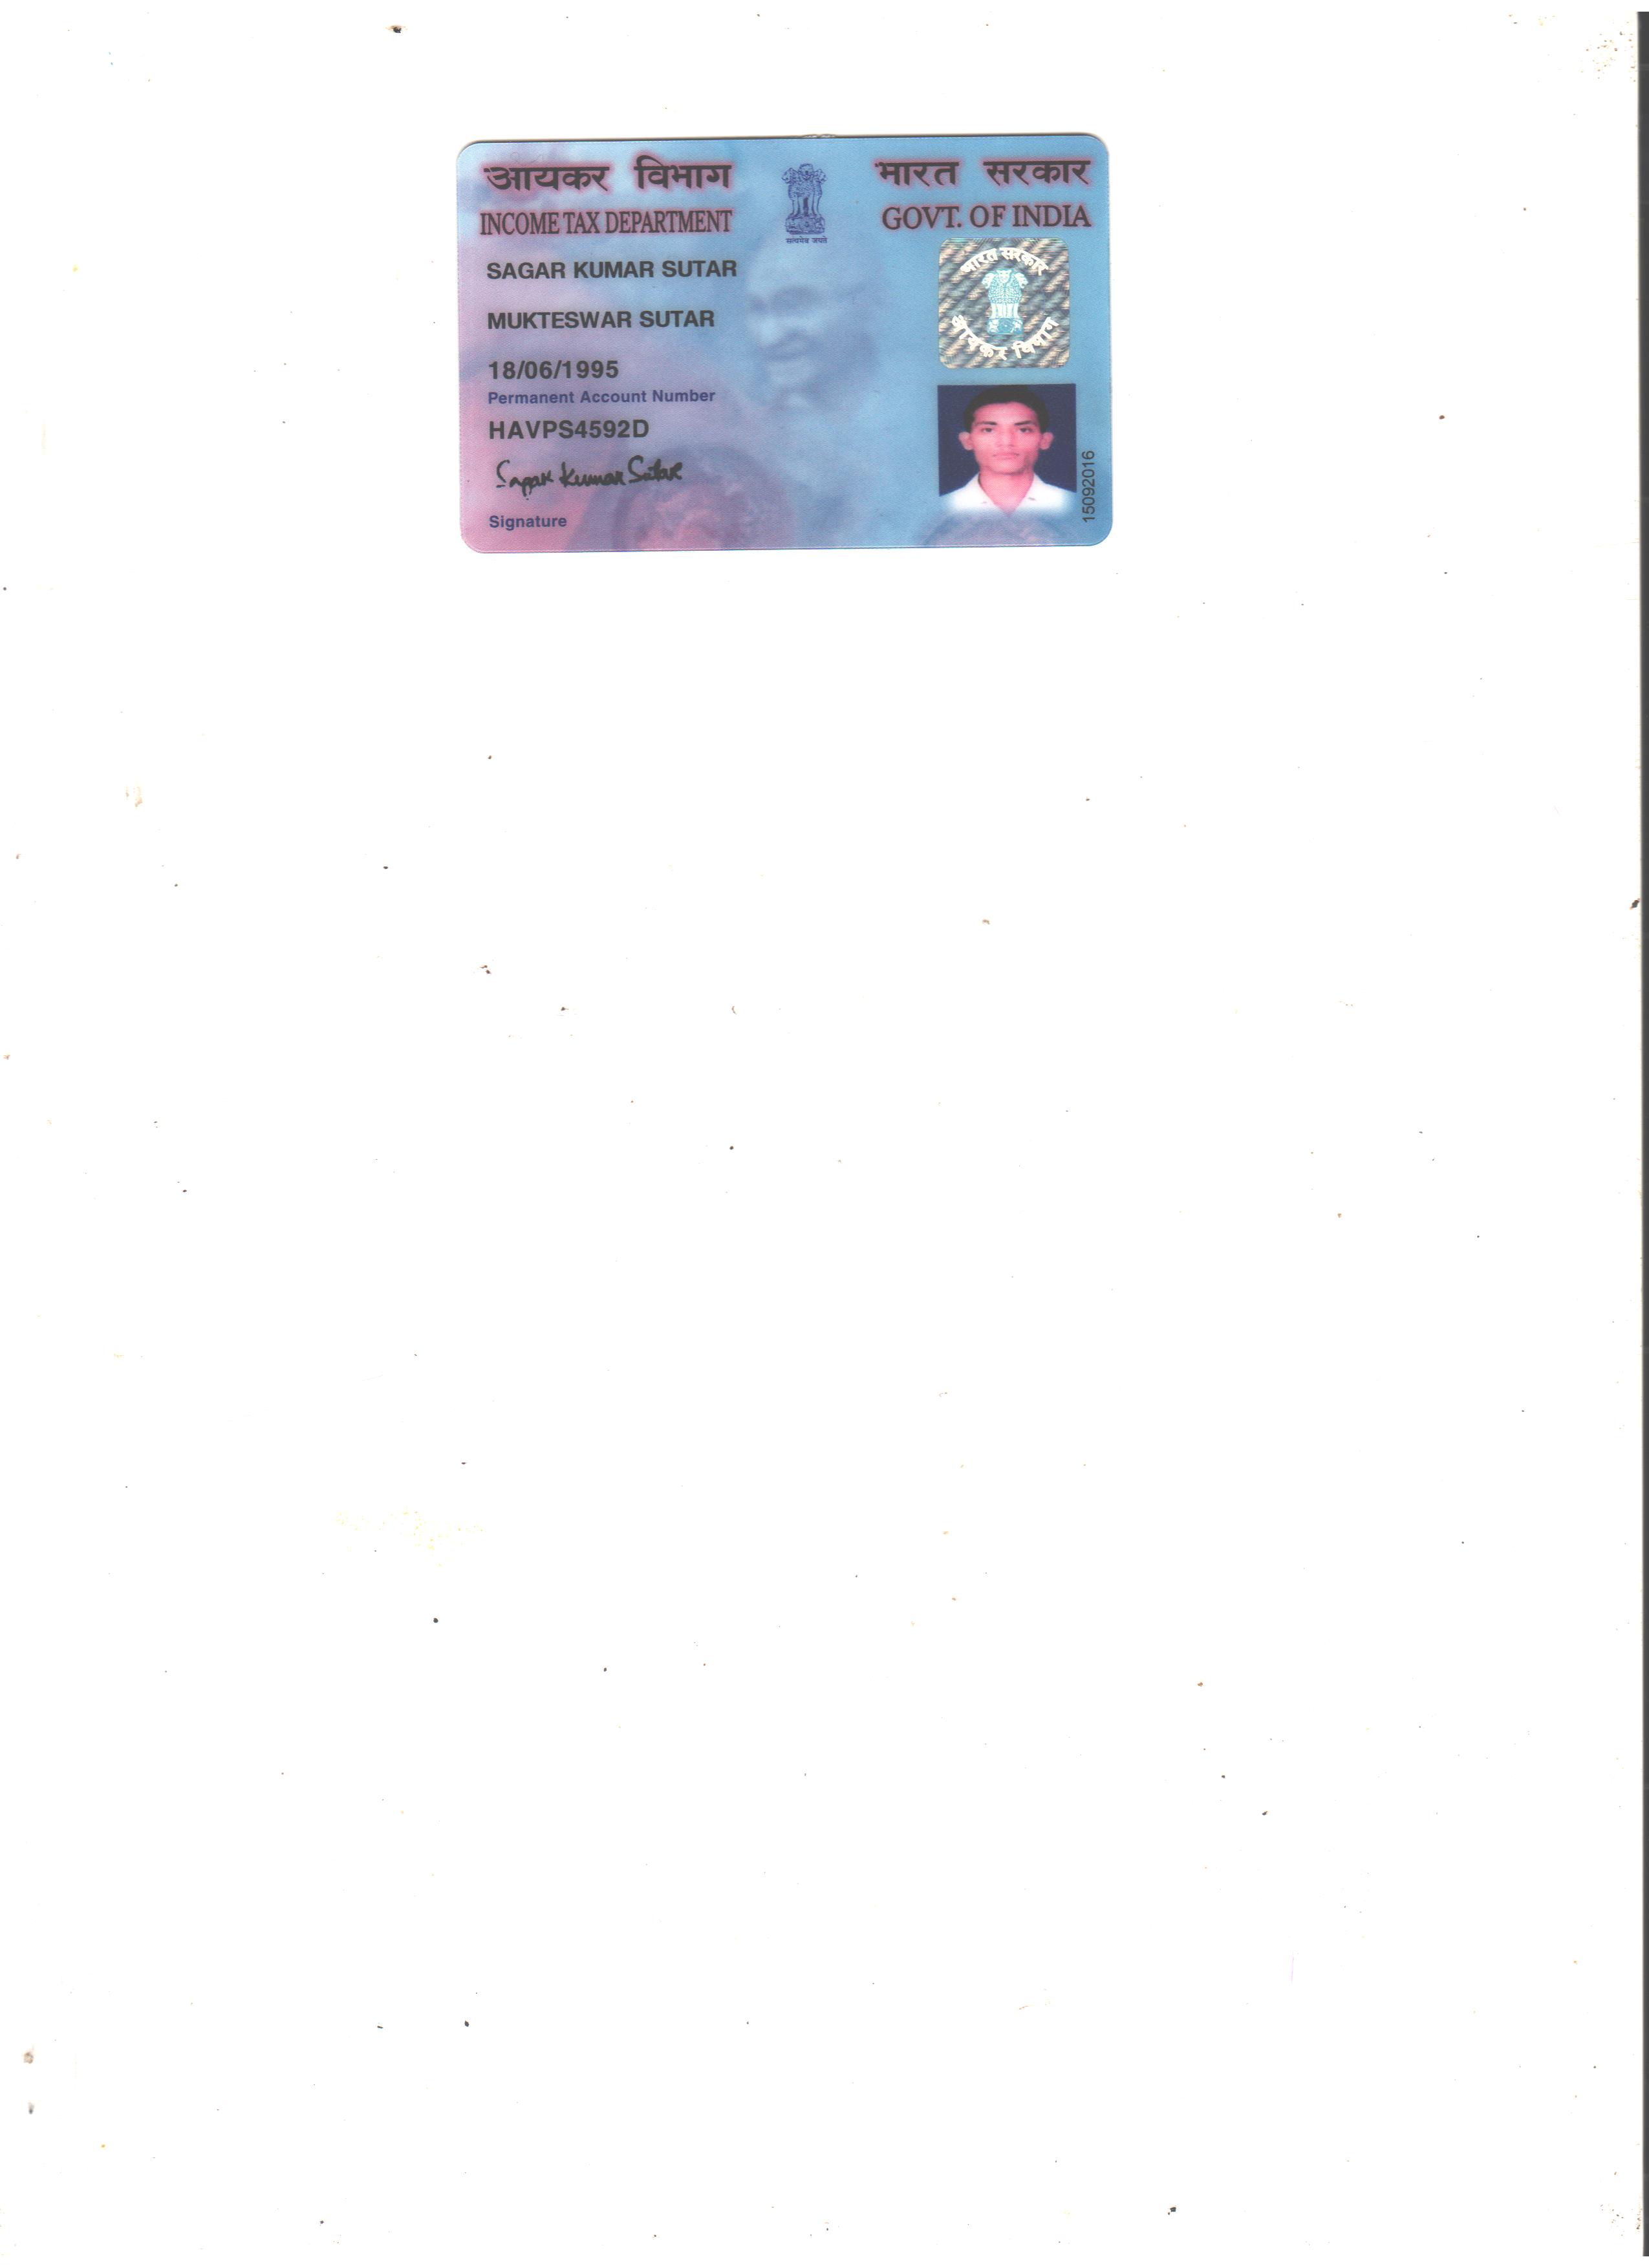 आयकर विभाग
भारत सरकार
INCOME TAX DEPARTMENT
GOVT. OF INDIA
सत्यमेव जयते
SAGAR KUMAR SUTAR
भारत सरकार
आयकर विभाग
MUKTESWAR SUTAR
18/06/1995
Permanent Account Number
HAVPS4592D
Sagar Kumar Sutar
Signature
15092016